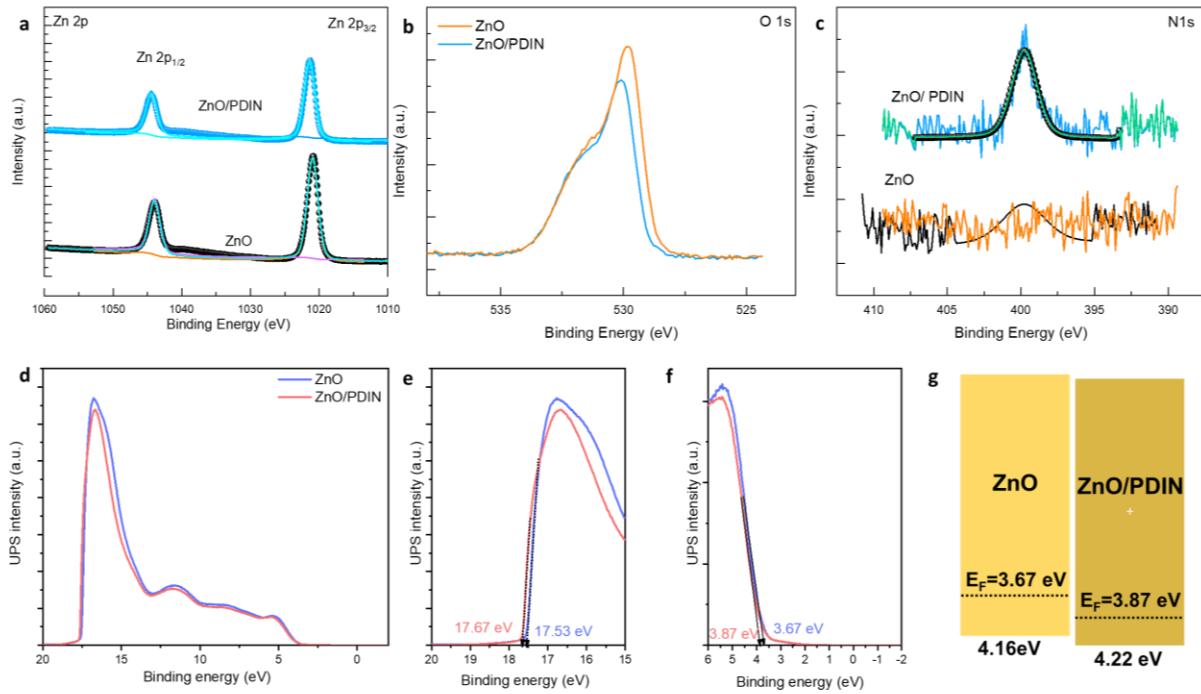 a
Zn 2p
Zn 2p3/2
Zn 2p1/2
ZnO/PDIN
ZnO
Intensity (a.u.)
1060 1050 1040 1030 1020 1010
Binding Energy (eV)
b
ZnO
ZnO/PDIN
O 1s
Intensity (a.u.)
535 530 525
Binding Energy (eV)
c
N1s
ZnO/ PDIN
ZnO
Intensity (a.u.)
410 405 400 395 390
Binding Energy (eV)
d
ZnO
ZnO/PDIN
UPS intensity (a.u.)
20 15 10 5 0
Binding energy (eV)
e
UPS intensity (a.u.)
17.67 eV
17.53 eV
20 19 18 17 16 15
Binding energy (eV)
f
UPS intensity (a.u.)
3.87 eV
3.67 eV
6 5 4 3 2 1 0 -1 -2
Binding energy (eV)
g
ZnO
ZnO/PDIN
+
EF=3.67 eV
EF=3.87 eV
4.16eV
4.22 eV